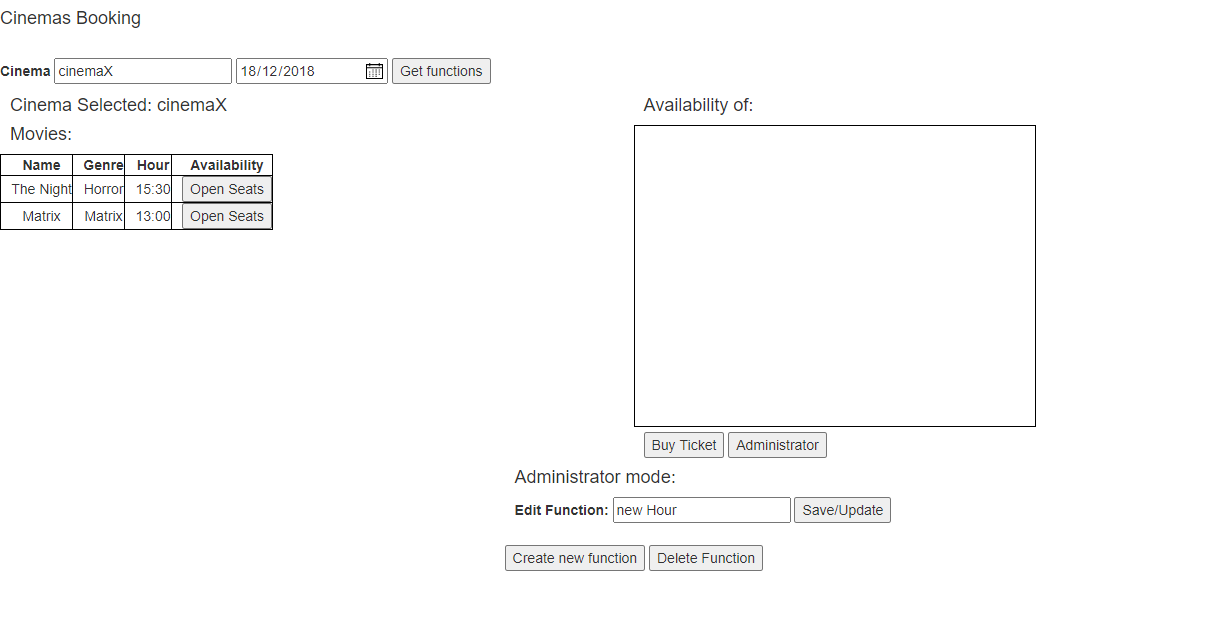 Cinemas Booking
Cinema cinemaX 18/12/2018 Get functions
Cinema Selected: cinemaX
Movies:
Name Genre Hour Availability
The Night Horror 15:30 Open Seats
Matrix Matrix 13:00 Open Seats
Availability of:
Buy Ticket Administrator
Administrator mode:
Edit Function: new Hour Save/Update
Create new function Delete Function